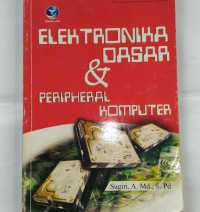 ELEKTRONIKA
DASAR
&
PERIPHERAL
KOMPUTER
Sugiri, A. Md., S. Pd